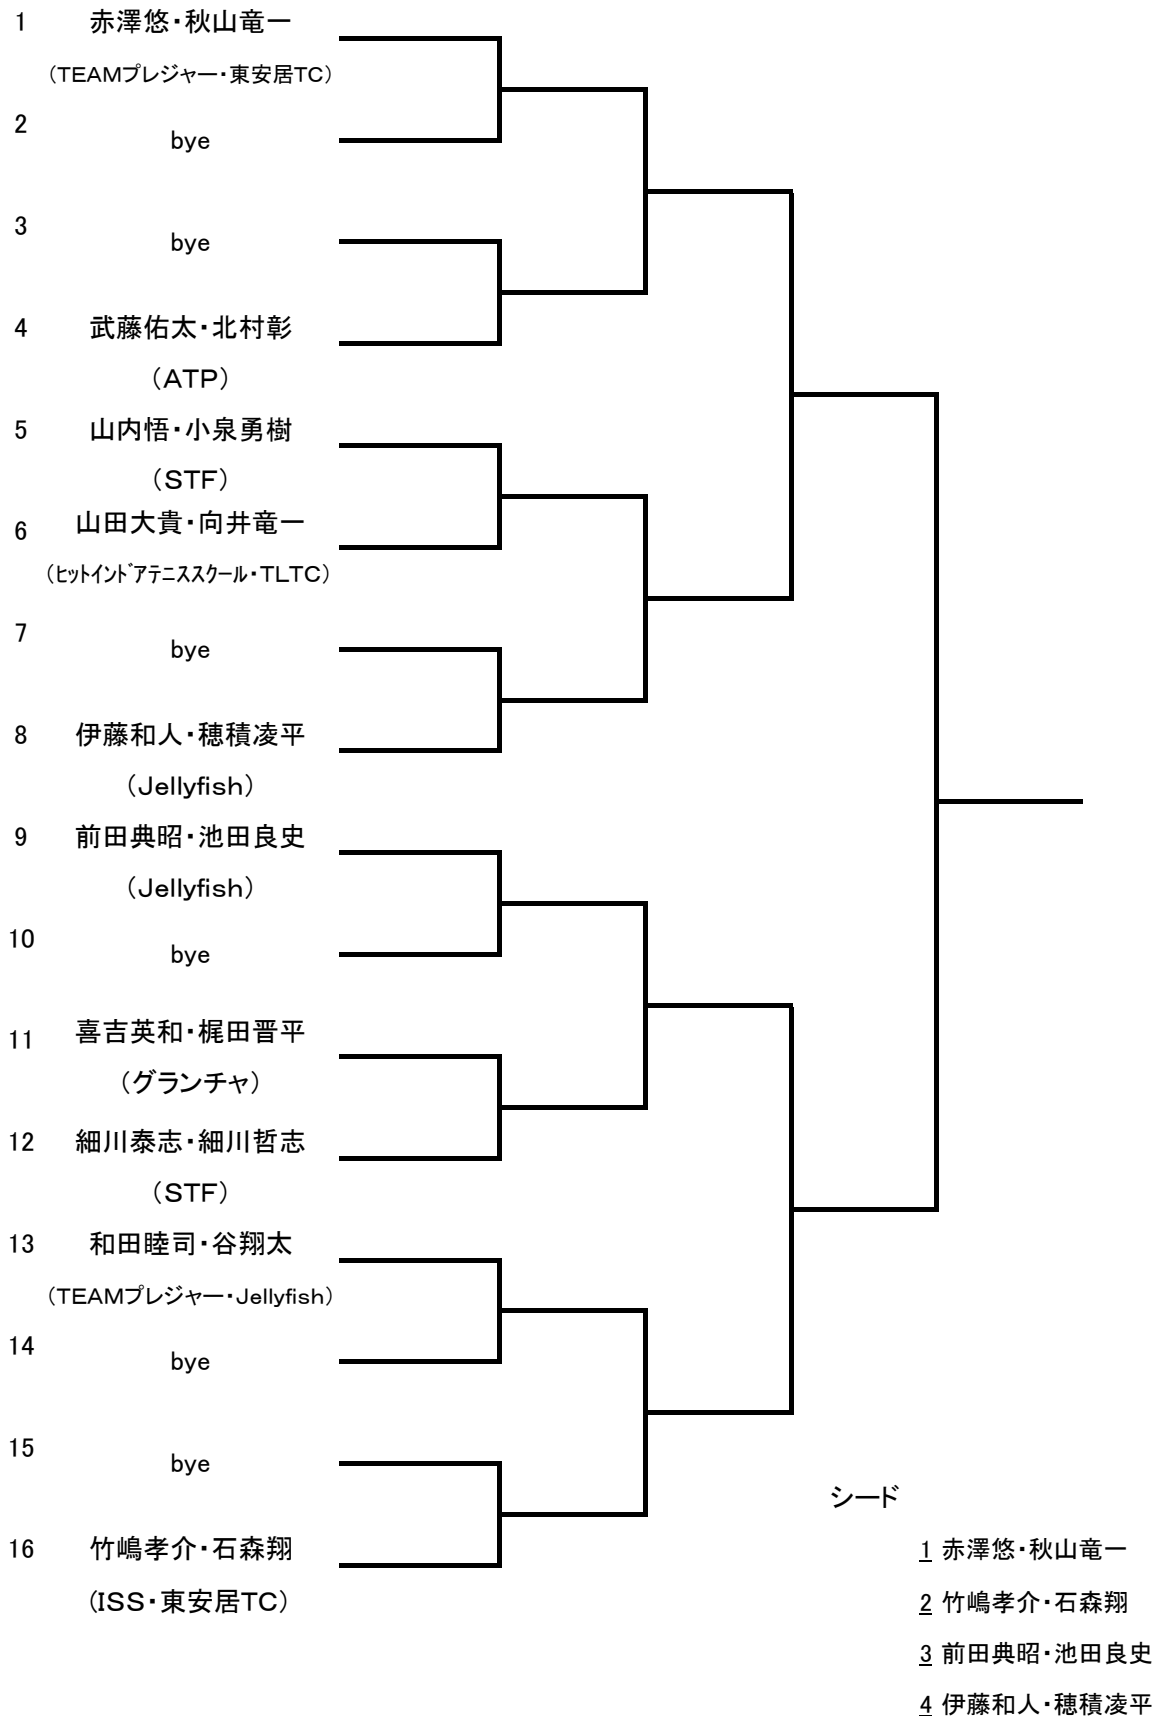 1 赤澤悠・秋山竜一
（TEAMプレジャー・東安居TC）
2 bye
3 bye
4 武藤佑太・北村彰
（ATP）
5 山内悟・小泉勇樹
（STF）
6 山田大貴・向井竜一
（ﾋｯﾄｲﾝﾄﾞｱﾃﾆｽｽｸｰﾙ・TLTC）
7 bye
8 伊藤和人・穂積凌平
（Jellyfish）
9 前田典昭・池田良史
（Jellyfish）
10 bye
11 喜吉英和・梶田晋平
（グランチャ）
12 細川泰志・細川哲志
（STF）
13 和田睦司・谷翔太
（TEAMプレジャー・Jellyfish）
14 bye
15 bye
16 竹嶋孝介・石森翔
（ISS・東安居TC）
シード
1 赤澤悠・秋山竜一
2 竹嶋孝介・石森翔
3 前田典昭・池田良史
4 伊藤和人・穂積凌平